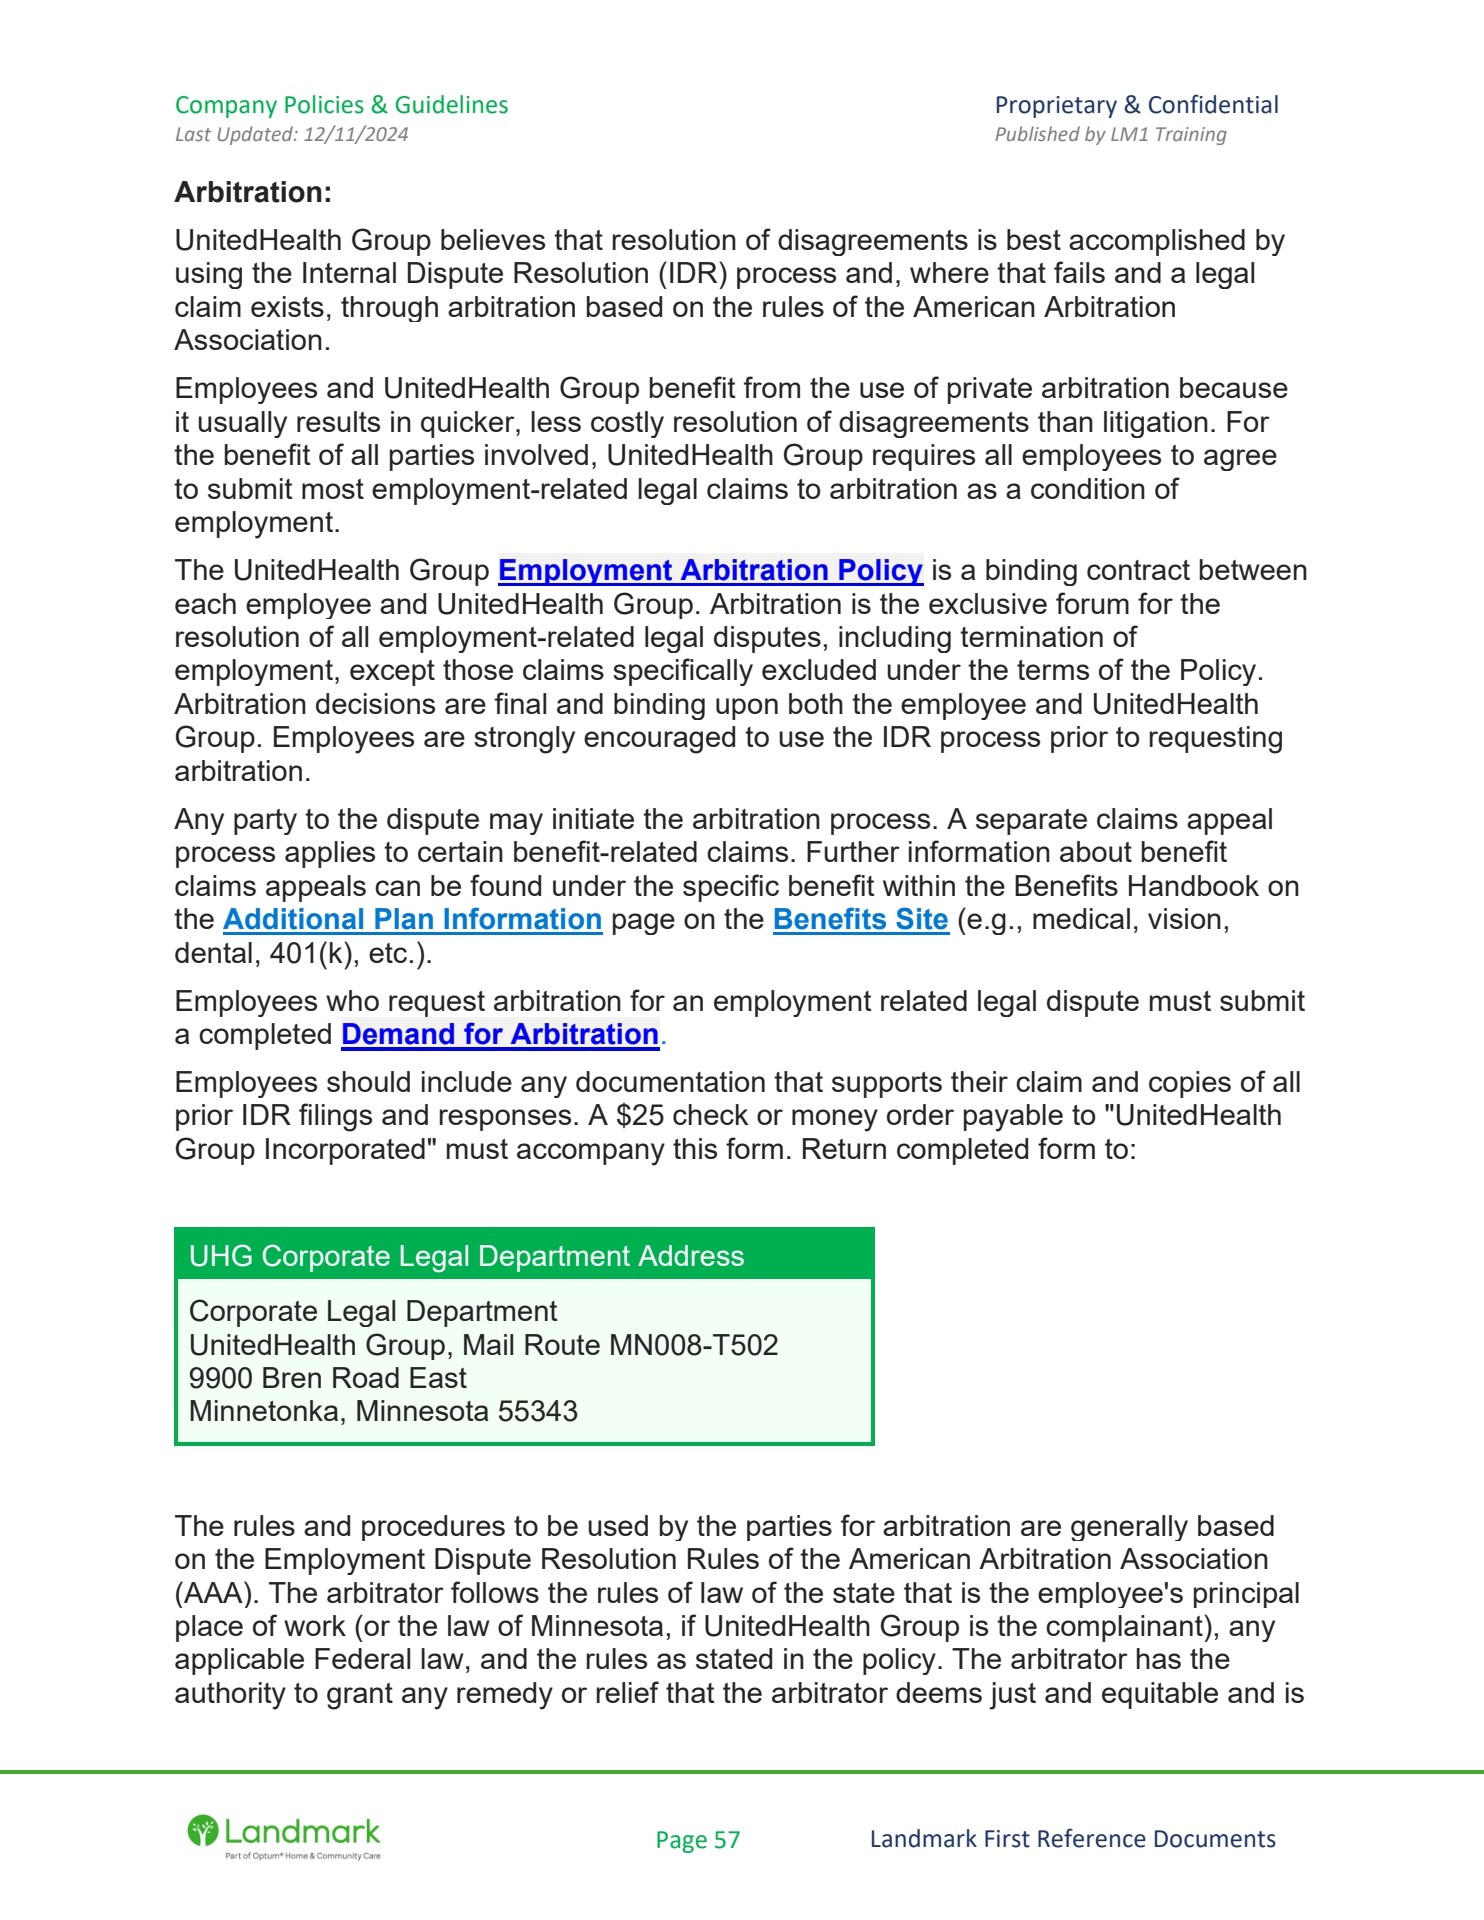 Company Policies & Guidelines
Proprietary & Confidential
Last Updated: 12/11/2024
Published by LM1 Training
Arbitration:
UnitedHealth Group believes that resolution of disagreements is best accomplished by
using the Internal Dispute Resolution (IDR) process and, where that fails and a legal
claim exists, through arbitration based on the rules of the American Arbitration
Association.
Employees and UnitedHealth Group benefit from the use of private arbitration because
it usually results in quicker, less costly resolution of disagreements than litigation. For
the benefit of all parties involved, UnitedHealth Group requires all employees to agree
to submit most employment-related legal claims to arbitration as a condition of
employment.
The UnitedHealth Group Employment Arbitration Policy is a binding contract between
each employee and UnitedHealth Group. Arbitration is the exclusive forum for the
resolution of all employment-related legal disputes, including termination of
employment, except those claims specifically excluded under the terms of the Policy.
Arbitration decisions are final and binding upon both the employee and UnitedHealth
Group. Employees are strongly encouraged to use the IDR process prior to requesting
arbitration.
Any party to the dispute may initiate the arbitration process. A separate claims appeal
process applies to certain benefit-related claims. Further information about benefit
claims appeals can be found under the specific benefit within the Benefits Handbook on
the Additional Plan Information page on the Benefits Site (e.g., medical, vision,
dental, 401(k), etc.).
Employees who request arbitration for an employment related legal dispute must submit
a completed Demand for Arbitration.
Employees should include any documentation that supports their claim and copies of all
prior IDR filings and responses. A $25 check or money order payable to "UnitedHealth
Group Incorporated" must accompany this form. Return completed form to:
UHG Corporate Legal Department Address
Corporate Legal Department
UnitedHealth Group, Mail Route MN008-T502
9900 Bren Road East
Minnetonka, Minnesota 55343
The rules and procedures to be used by the parties for arbitration are generally based
on the Employment Dispute Resolution Rules of the American Arbitration Association
(AAA). The arbitrator follows the rules of law of the state that is the employee's principal
place of work (or the law of Minnesota, if UnitedHealth Group is the complainant), any
applicable Federal law, and the rules as stated in the policy. The arbitrator has the
authority to grant any remedy or relief that the arbitrator deems just and equitable and is
Landmark
Part of Optum® Home & Community Care
Page 57
Landmark First Reference Documents